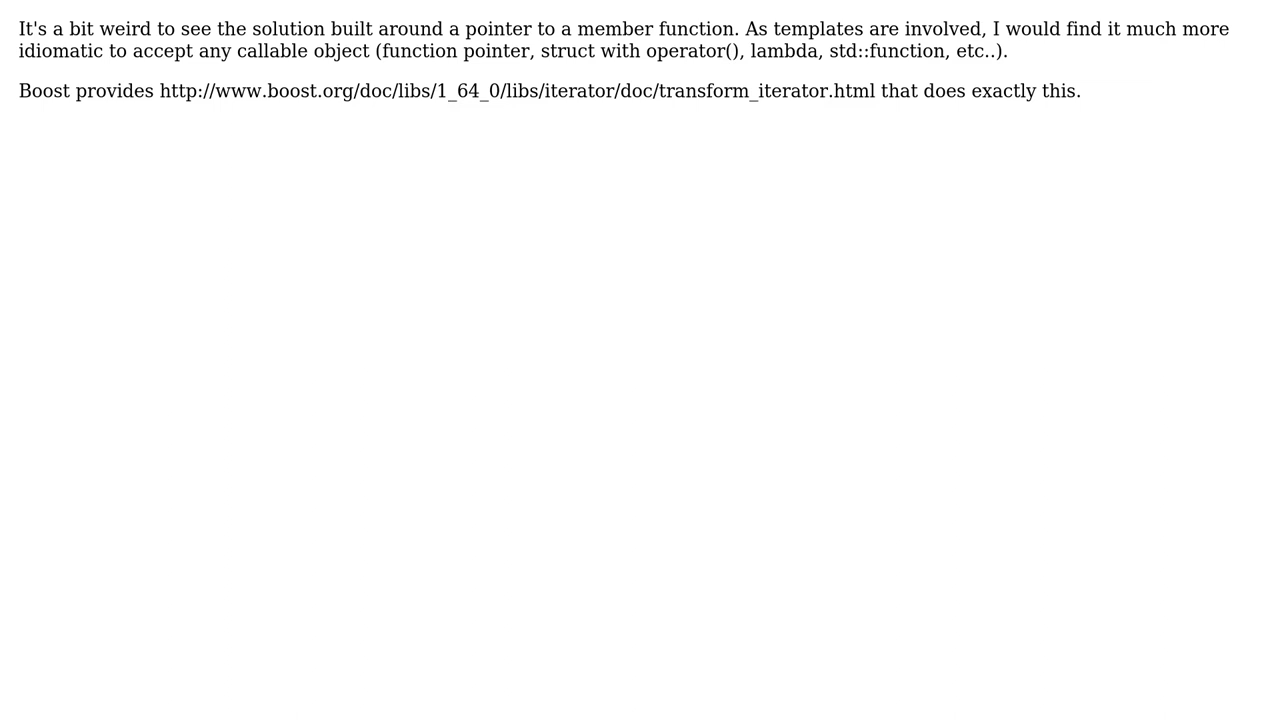 It's a bit weird to see the solution built around a pointer to a member function. As templates are involved, I would find it much more
idiomatic to accept any callable object (function pointer, struct with operator(), lambda, std::function, etc..).
Boost provides http://www.boost.org/doc/libs/1_64_0/libs/iterator/doc/transform_iterator.html that does exactly this.